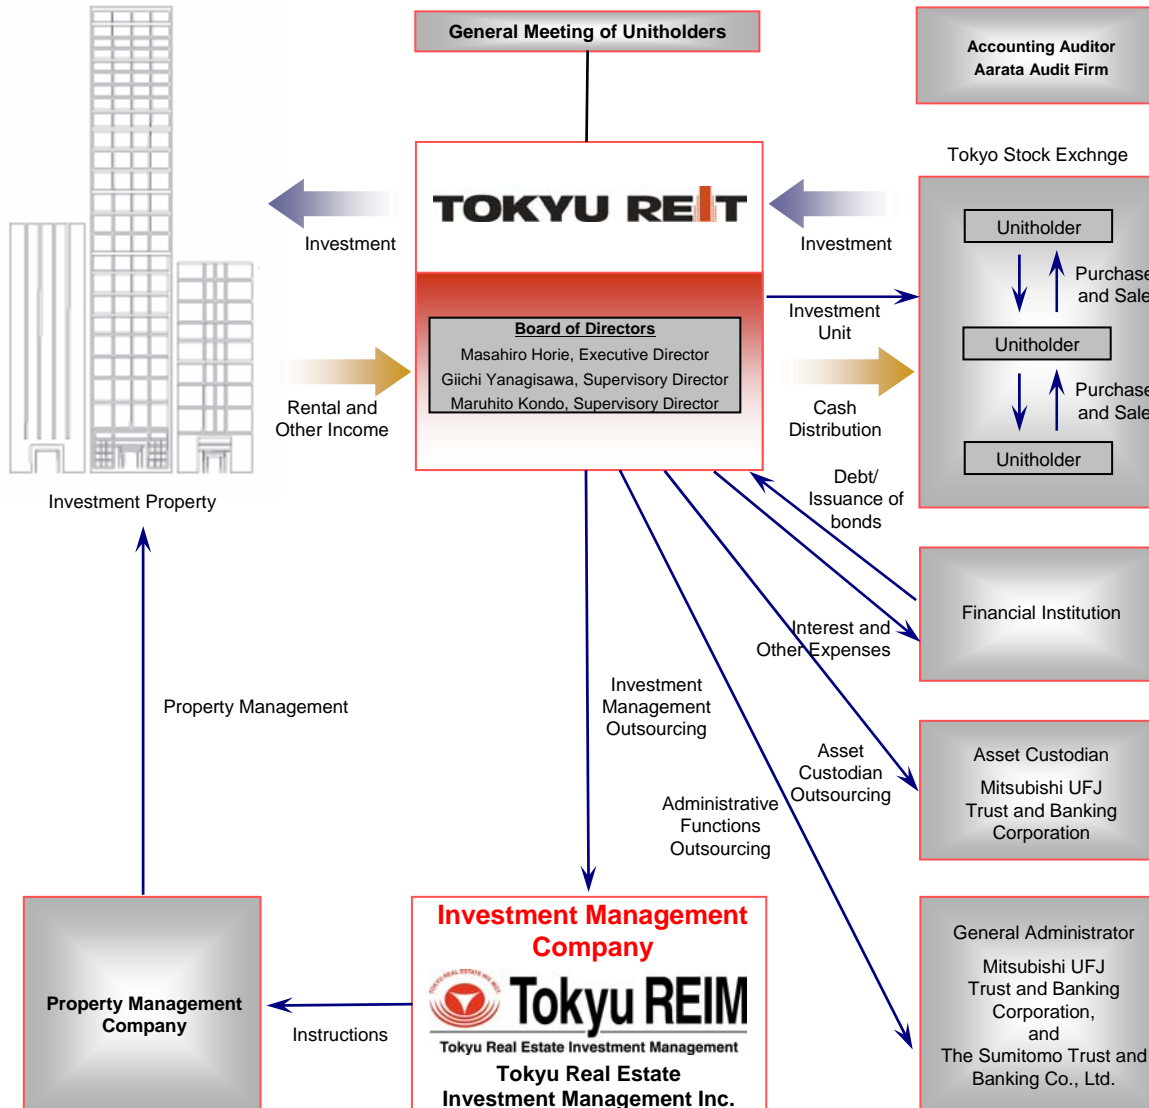 General Meeting of Unitholders
Accounting Auditor
Aarata Audit Firm
Tokyo Stock Exchnge
TOKYU REIT
Investment
Investment
Unitholder
Purchase
and Sale
Investment
Unit
Board of Directors
Masahiro Horie, Executive Director
Giichi Yanagisawa, Supervisory Director
Maruhito Kondo, Supervisory Director
Unitholder
Rental and
Other Income
Cash
Distribution
Purchase
and Sale
Unitholder
Investment Property
Debt/
Issuance of
bonds
Financial Institution
Interest and
Other Expenses
Property Management
Investment
Management
Outsourcing
Asset
Custodian
Outsourcing
Asset Custodian
Mitsubishi UFJ
Trust and Banking
Corporation
Administrative
Functions
Outsourcing
Property Management
Company
Instructions
Investment Management
Company
Tokyu REIM
Tokyu Real Estate Investment Management
Tokyu Real Estate
Investment Management Inc.
General Administrator
Mitsubishi UFJ
Trust and Banking
Corporation,
and
The Sumitomo Trust and
Banking Co., Ltd.